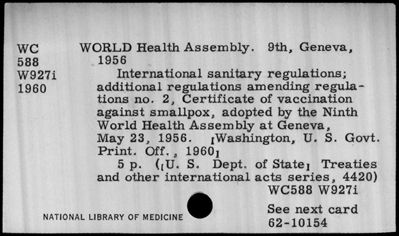 WC
588
W927i
1960
WORLD Health Assembly. 9th, Geneva,
1956
International sanitary regulations;
additional regulations amending regula-
tions no. 2, Certificate of vaccination
against smallpox, adopted by the Ninth
World Health Assembly at Geneva,
May 23, 1956. [Washington, U. S. Govt.
Print. Off., 1960]
5 p. ([U. S. Dept. of State] Treaties
and other international acts series, 4420)
WC588 W927i
See next card
NATIONAL LIBRARY OF MEDICINE
62-10154